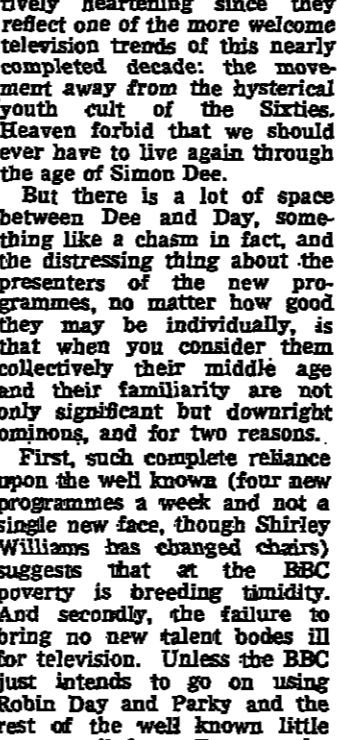 tively heartening since they
reflect one of the more welcome
television trends of this nearly
completed decade: the move-
ment away from the hysterical
youth cult of the Sixties.
Heaven forbid that we should
ever have to live again through
the age of Simon Dee.
But there is a lot of space
between Dee and Day, some-
thing like a chasm in fact, and
the distressing thing about the
presenters of the new pro-
grammes, no matter how good
they may be individually, is
that when you consider them
collectively their middle age
and their familiarity are not
only significant but downright
ominous, and for two reasons.
First, such complete reliance
upon the well known (four new
programmes a week and not a
single new face, though Shirley
Williams has changed chairs)
suggests that at the BBC
poverty is breeding timidity.
And secondly, the failure to
bring no new talent bodes ill
for television. Unless the BBC
just intends to go on using
Robin Day and Parky and the
rest of the well known little